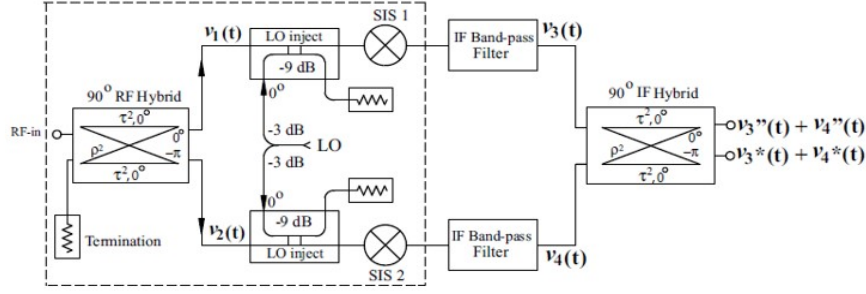 SIS 1
v₁(t)
LO inject
-9 dB
0°
v₃(t)
IF Band-pass
Filter
90° RF Hybrid
τ²,0°
0°
ρ²
-π
τ²,0°
RF-in
Termination
-3 dB
LO
-3 dB
90° IF Hybrid
τ²,0°
0°
ρ²
-π
τ²,0°
v₃”(t) + v₄”(t)
v₃*(t) + v₄*(t)
0°
-9 dB
LO inject
v₂(t)
SIS 2
IF Band-pass
Filter
v₄(t)